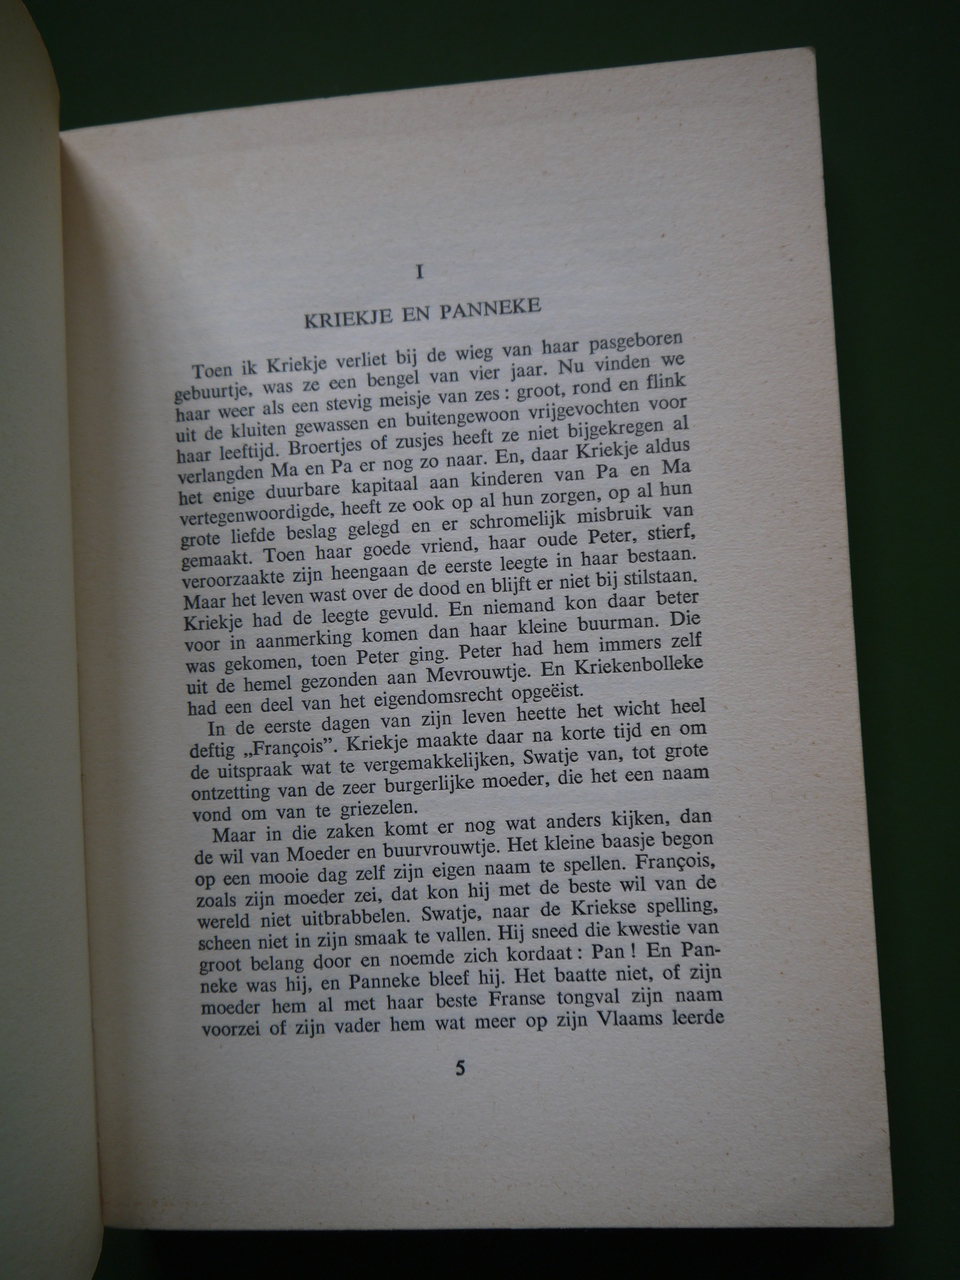 I
KRIEKJE EN PANNEKE
Toen ik Kriekje verliet bij de wieg van haar pasgeboren
gebuurtje, was ze een bengel van vier jaar. Nu vinden we
haar weer als een stevig meisje van zes : groot, rond en flink
uit de kluiten gewassen en buitengewoon vrijgevochten voor
haar leeftijd. Broertjes of zusjes heeft ze niet bijgekregen al
verlangden Ma en Pa er nog zo naar. En, daar Kriekje aldus
het enige duurbare kapitaal aan kinderen van Pa en Ma
vertegenwoordigde, heeft ze ook op al hun zorgen, op al hun
grote liefde beslag gelegd en er schromelijk misbruik van
gemaakt. Toen haar goede vriend, haar oude Peter, stierf,
veroorzaakte zijn heengaan de eerste leegte in haar bestaan.
Maar het leven wast over de dood en blijft er niet bij stilstaan.
Kriekje had de leegte gevuld. En niemand kon daar beter
voor in aanmerking komen dan haar kleine buurman. Die
was gekomen, toen Peter ging. Peter had hem immers zelf
uit de hemel gezonden aan Mevrouwtje. En Kriekenbolleke
had een deel van het eigendomsrecht opgeëist.
In de eerste dagen van zijn leven heette het wicht heel
deftig „François”. Kriekje maakte daar na korte tijd en om
de uitspraak wat te vergemakkelijken, Swatje van, tot grote
ontzetting van de zeer burgerlijke moeder, die het een naam
vond om van te griezelen.
Maar in die zaken komt er nog wat anders kijken, dan
de wil van Moeder en buurvrouwtje. Het kleine baasje begon
op een mooie dag zelf zijn eigen naam te spellen. François,
zoals zijn moeder zei, dat kon hij met de beste wil van de
wereld niet uitbrabbelen. Swatje, naar de Kriekse spelling,
scheen niet in zijn smaak te vallen. Hij sneed die kwestie van
groot belang door en noemde zich kordaat : Pan ! En Pan-
neke was hij, en Panneke bleef hij. Het baatte niet, of zijn
moeder hem al met haar beste Franse tongval zijn naam
voorzei of zijn vader hem wat meer op zijn Vlaams leerde
5